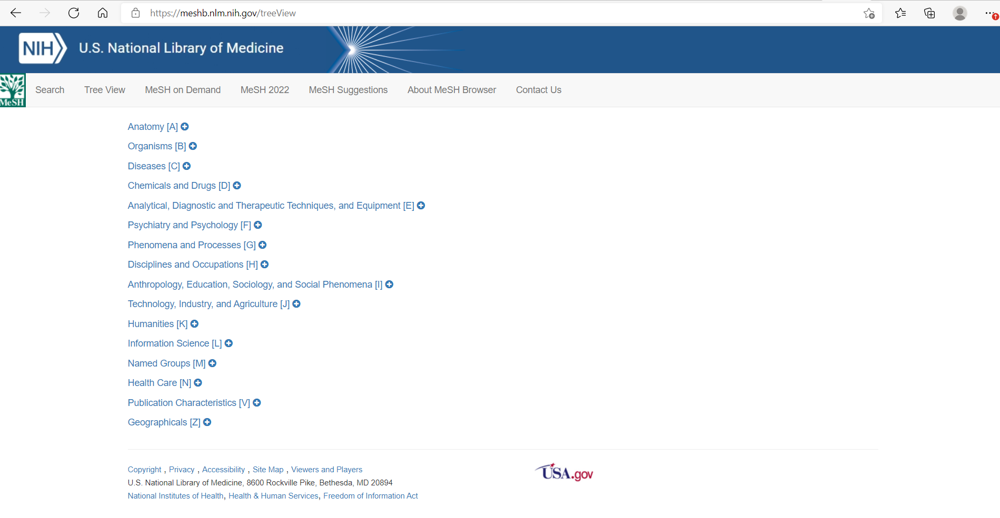 https://meshb.nlm.nih.gov/treeView
NIH U.S. National Library of Medicine
MeSH Search Tree View MeSH on Demand MeSH 2022 MeSH Suggestions About MeSH Browser Contact Us
Anatomy [A]
Organisms [B]
Diseases [C]
Chemicals and Drugs [D]
Analytical, Diagnostic and Therapeutic Techniques, and Equipment [E]
Psychiatry and Psychology [F]
Phenomena and Processes [G]
Disciplines and Occupations [H]
Anthropology, Education, Sociology, and Social Phenomena [I]
Technology, Industry, and Agriculture [J]
Humanities [K]
Information Science [L]
Named Groups [M]
Health Care [N]
Publication Characteristics [V]
Geographicals [Z]
Copyright , Privacy , Accessibility , Site Map , Viewers and Players
U.S. National Library of Medicine, 8600 Rockville Pike, Bethesda, MD 20894
National Institutes of Health, Health & Human Services, Freedom of Information Act
USA.gov